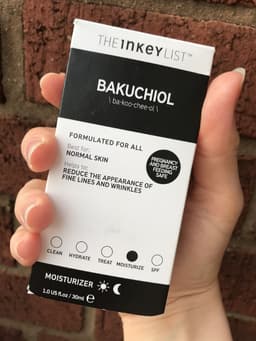 THE INKEY LIST™
BAKUCHIOL
\ ba·koo·chee·ol \
FORMULATED FOR ALL
Best for:
NORMAL SKIN
Helps to:
REDUCE THE APPEARANCE OF
FINE LINES AND WRINKLES
PREGNANCY
AND BREAST
FEEDING
SAFE
CLEAN
HYDRATE
TREAT
MOISTURIZE
SPF
MOISTURIZER
1.0 US fl.oz / 30ml ℮